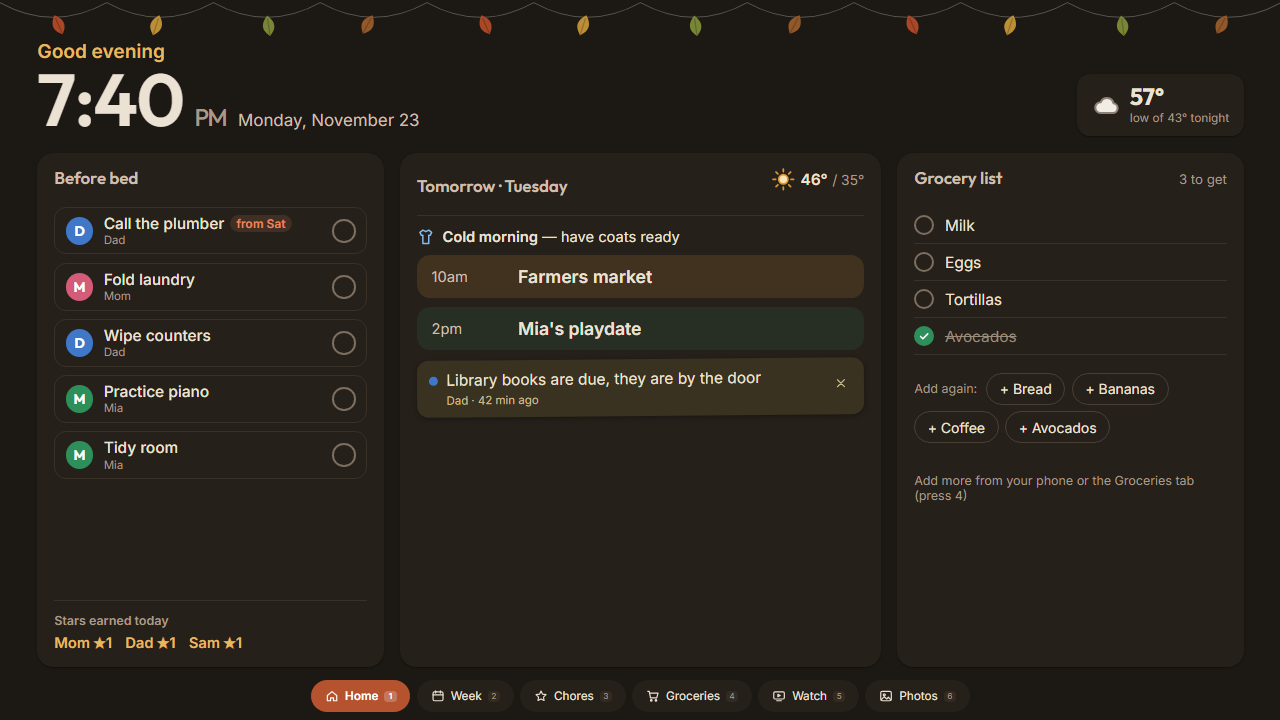 Good evening
7:40 PM Monday, November 23
57°
low of 43° tonight
Before bed
D Call the plumber from Sat
Dad
M Fold laundry
Mom
D Wipe counters
Dad
M Practice piano
Mia
M Tidy room
Mia
Stars earned today
Mom ★1 Dad ★1 Sam ★1
Tomorrow · Tuesday 46° / 35°
Cold morning — have coats ready
10am Farmers market
2pm Mia's playdate
Library books are due, they are by the door ×
Dad · 42 min ago
Grocery list 3 to get
Milk
Eggs
Tortillas
Avocados
Add again: + Bread + Bananas
+ Coffee + Avocados
Add more from your phone or the Groceries tab
(press 4)
Home 1 Week 2 Chores 3 Groceries 4 Watch 5 Photos 6